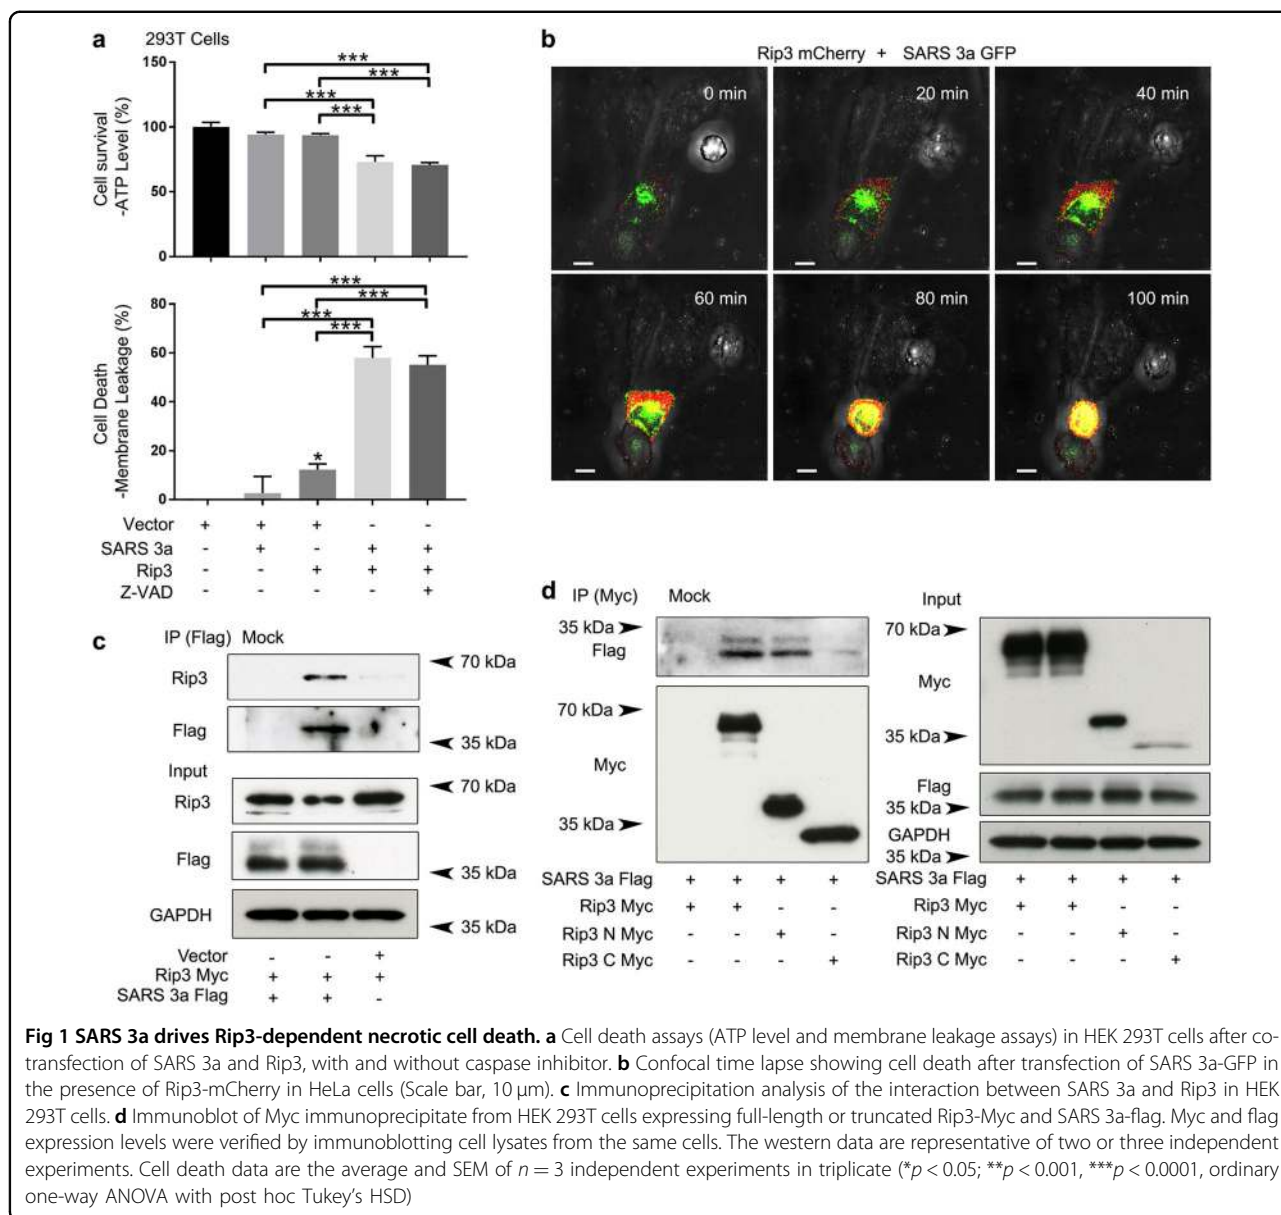 a
293T Cells
Cell survival
-ATP Level (%)
150
100
50
0
***
***
***
***
Cell Death
-Membrane Leakage (%)
80
60
40
20
0
***
***
***
***
*
Vector + + + - -
SARS 3a - + - + +
Rip3 - - + + +
Z-VAD - - - - +
b
Rip3 mCherry + SARS 3a GFP
0 min 20 min 40 min
60 min 80 min 100 min
c
IP (Flag) Mock
Rip3 70 kDa
Flag 35 kDa
Input
Rip3 70 kDa
Flag 35 kDa
GAPDH 35 kDa
Vector - - +
Rip3 Myc + + +
SARS 3a Flag + + -
d
IP (Myc) Mock
35 kDa
Flag
70 kDa
Myc
35 kDa
SARS 3a Flag + + + +
Rip3 Myc + + - -
Rip3 N Myc - - + -
Rip3 C Myc - - - +
Input
70 kDa
Myc
35 kDa
Flag
35 kDa
GAPDH
35 kDa
SARS 3a Flag + + + +
Rip3 Myc + + - -
Rip3 N Myc - - + -
Rip3 C Myc - - - +
Fig 1 SARS 3a drives Rip3-dependent necrotic cell death. a Cell death assays (ATP level and membrane leakage assays) in HEK 293T cells after co-
transfection of SARS 3a and Rip3, with and without caspase inhibitor. b Confocal time lapse showing cell death after transfection of SARS 3a-GFP in
the presence of Rip3-mCherry in HeLa cells (Scale bar, 10 μm). c Immunoprecipitation analysis of the interaction between SARS 3a and Rip3 in HEK
293T cells. d Immunoblot of Myc immunoprecipitate from HEK 293T cells expressing full-length or truncated Rip3-Myc and SARS 3a-flag. Myc and flag
expression levels were verified by immunoblotting cell lysates from the same cells. The western data are representative of two or three independent
experiments. Cell death data are the average and SEM of n = 3 independent experiments in triplicate (*p < 0.05; **p < 0.001, ***p < 0.0001, ordinary
one-way ANOVA with post hoc Tukey's HSD)